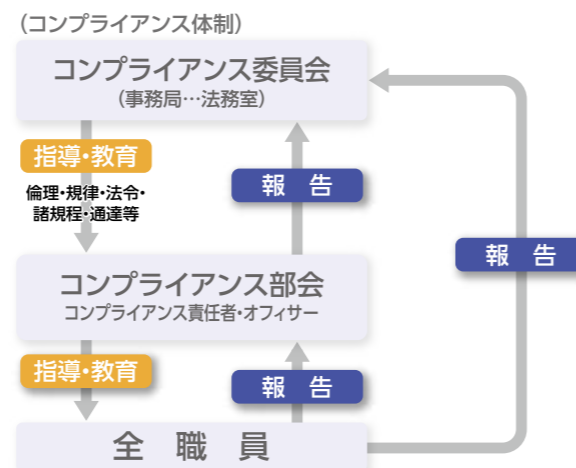 (コンプライアンス体制)
コンプライアンス委員会
(事務局…法務室)
指導・教育
倫理・規律・法令・
諸規程・通達等
報 告
報 告
コンプライアンス部会
コンプライアンス責任者・オフィサー
指導・教育
報 告
全 職 員